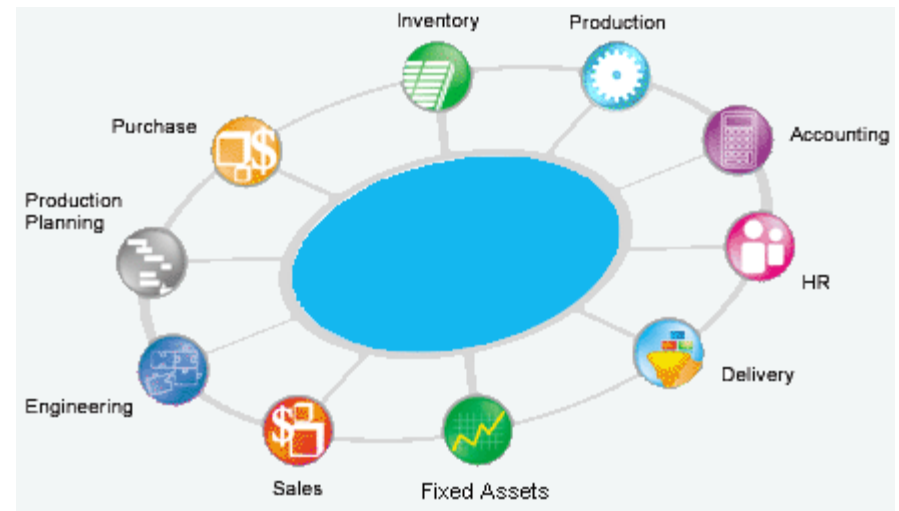 Inventory
Production
Purchase
Accounting
Production
Planning
HR
Delivery
Engineering
Sales
Fixed Assets